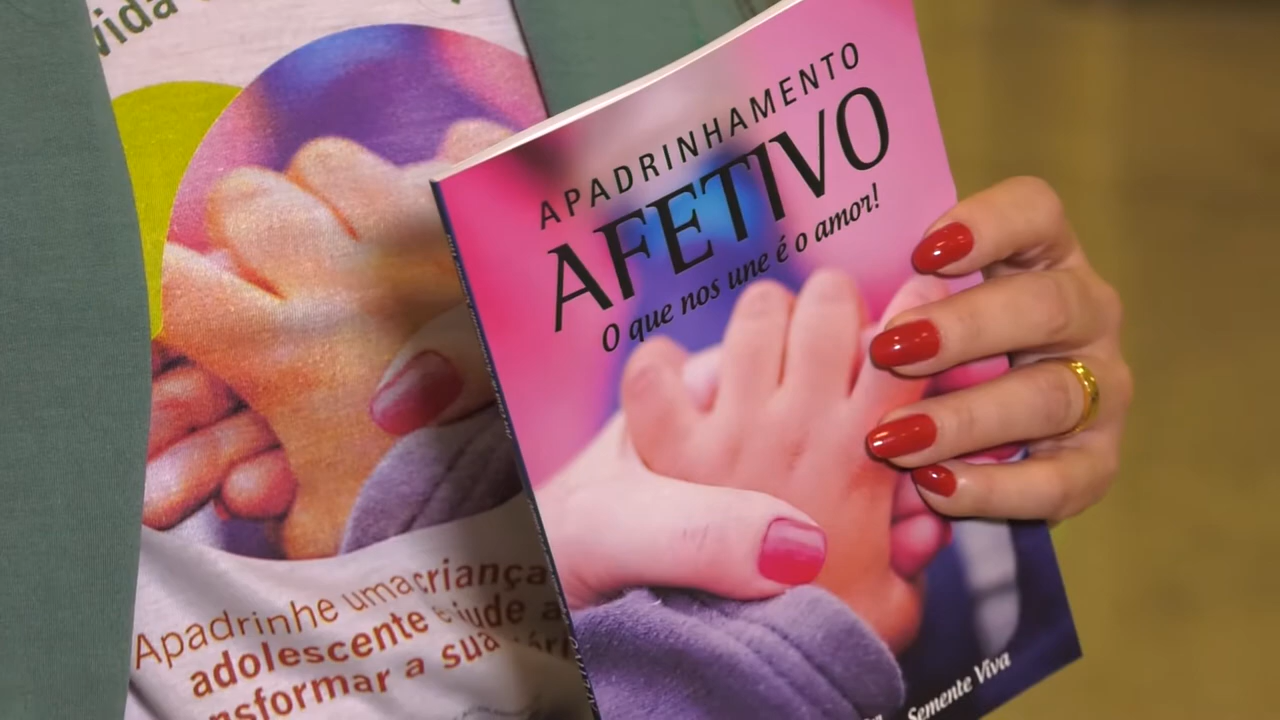 vida
Apadrinhe uma criança
adolescente e ajude a
nsformar a sua
APADRINHAMENTO
AFETIVO
O que nos une é o amor!
Semente Viva